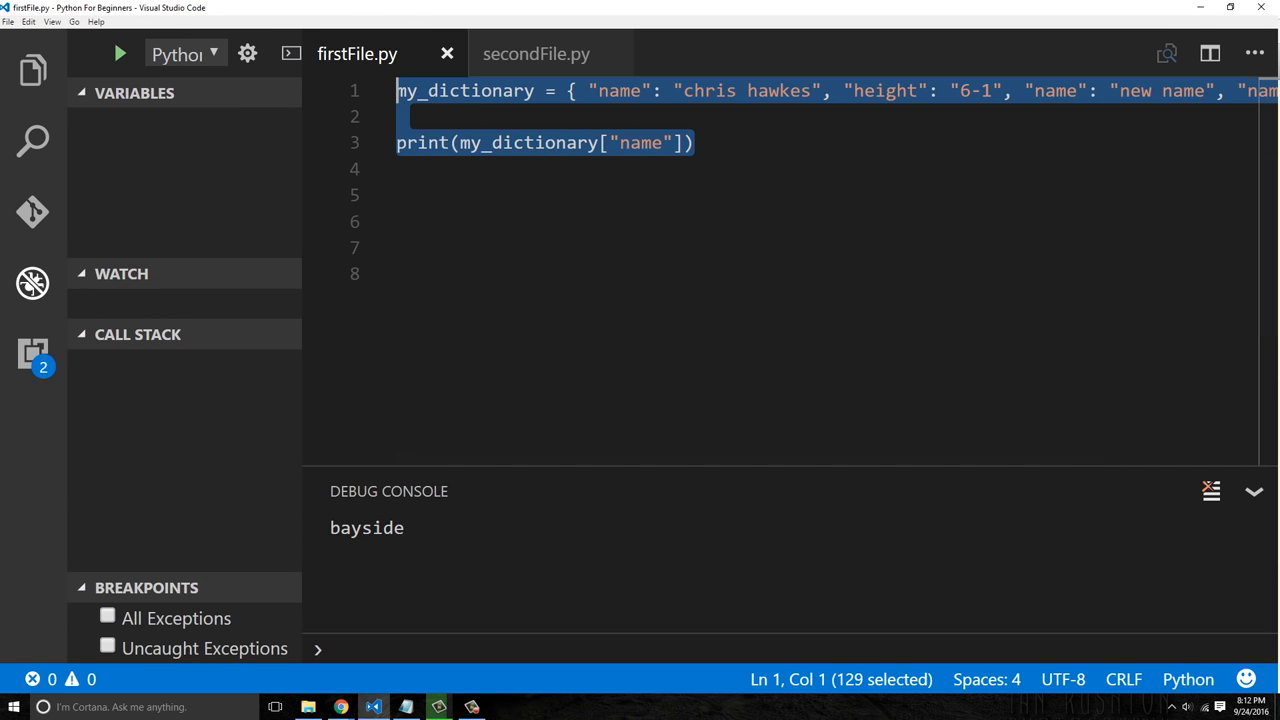 firstFile.py - Python For Beginners - Visual Studio Code
File Edit View Go Help
Python
firstFile.py
secondFile.py
VARIABLES
1 my_dictionary = { "name": "chris hawkes", "height": "6-1", "name": "new name", "nam
2
3 print(my_dictionary["name"])
4
5
6
7
8
WATCH
CALL STACK
2
DEBUG CONSOLE
bayside
BREAKPOINTS
All Exceptions
Uncaught Exceptions
0 0
Ln 1, Col 1 (129 selected) Spaces: 4 UTF-8 CRLF Python
I'm Cortana. Ask me anything.
8:12 PM
9/24/2016